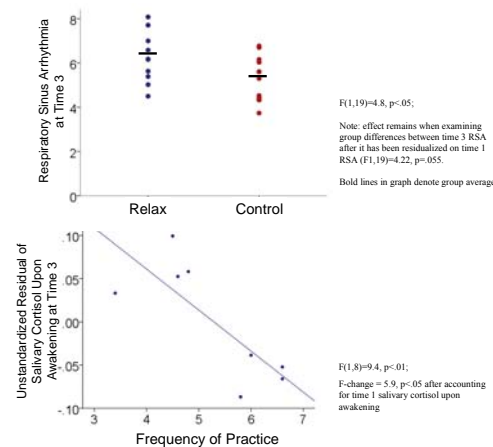 Respiratory Sinus Arrhythmia
at Time 3
8
6
4
2
0
Relax
Control
F(1,19)=4.8, p<.05;
Note: effect remains when examining
group differences between time 3 RSA
after it has been residualized on time 1
RSA (F1,19)=4.22, p=.055.
Bold lines in graph denote group average
Unstandardized Residual of
Salivary Cortisol Upon
Awakening at Time 3
.10
.05
.00
-.05
-.10
3
4
5
6
7
Frequency of Practice
F(1,8)=9.4, p<.01;
F-change = 5.9, p<.05 after accounting
for time 1 salivary cortisol upon
awakening